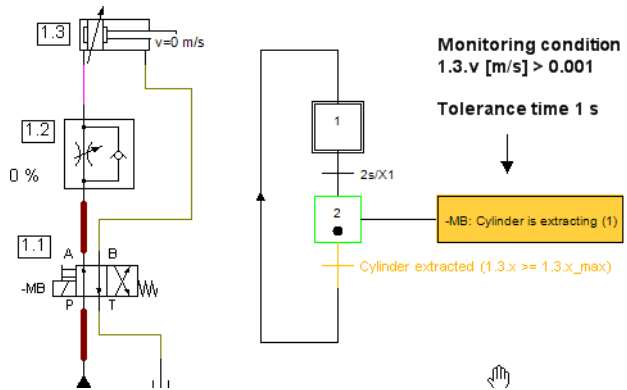 1.3
v=0 m/s
1.2
0 %
1.1
A B
-MB
P T
1
2s/X1
2
Cylinder extracted (1.3.x >= 1.3.x_max)
Monitoring condition
1.3.v [m/s] > 0.001
Tolerance time 1 s
-MB: Cylinder is extracting (1)